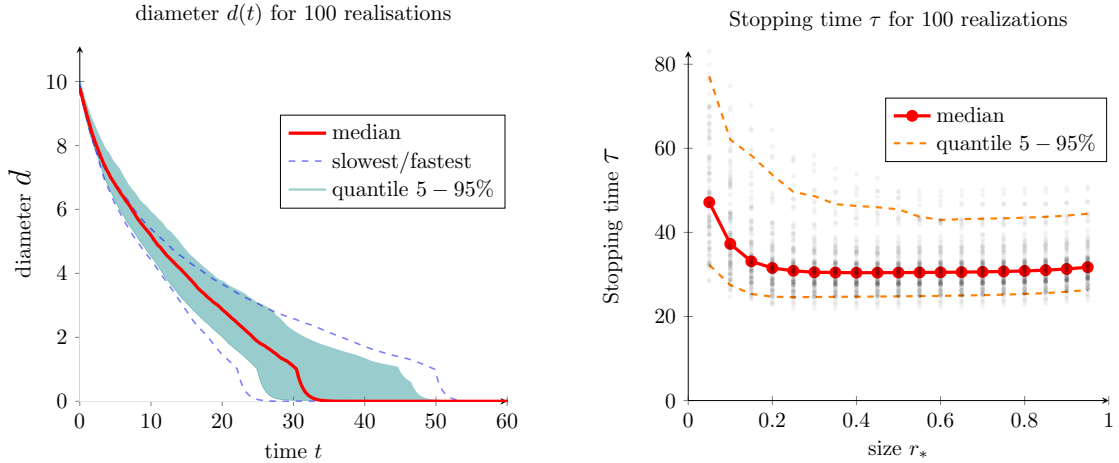 diameter d(t) for 100 realisations
10
8
6
4
2
0
diameter d
0
10
20
30
40
50
60
time t
median
slowest/fastest
quantile 5 − 95%
Stopping time τ for 100 realizations
80
60
40
20
0
Stopping time τ
0
0.2
0.4
0.6
0.8
1
size r*
median
quantile 5 − 95%